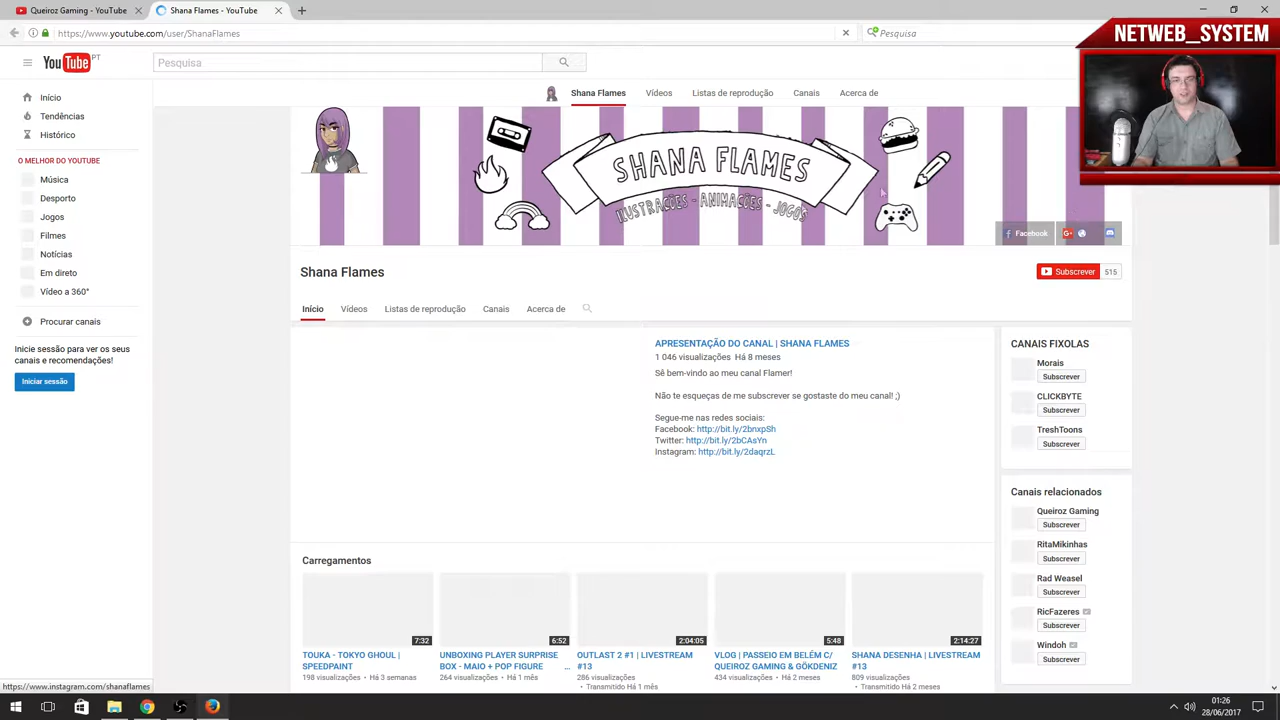 Queiroz Gaming - YouTube
Shana Flames - YouTube
https://www.youtube.com/user/ShanaFlames
Pesquisa
NETWEB_SYSTEM
YouTube PT
Pesquisa
Início
Tendências
Histórico
O MELHOR DO YOUTUBE
Música
Desporto
Jogos
Filmes
Notícias
Em direto
Vídeo a 360°
Procurar canais
Inicie sessão para ver os seus
canais e recomendações!
Iniciar sessão
Shana Flames Vídeos Listas de reprodução Canais Acerca de
SHANA FLAMES
ILUSTRAÇÕES - ANIMAÇÕES - JOGOS
Facebook
G+
Shana Flames
Subscrever 515
Início Vídeos Listas de reprodução Canais Acerca de
APRESENTAÇÃO DO CANAL | SHANA FLAMES
1 046 visualizações Há 8 meses
Sê bem-vindo ao meu canal Flamer!
Não te esqueças de me subscrever se gostaste do meu canal! ;)
Segue-me nas redes sociais:
Facebook: http://bit.ly/2bnxpSh
Twitter: http://bit.ly/2bCAsYn
Instagram: http://bit.ly/2daqrzL
CANAIS FIXOLAS
Morais
Subscrever
CLICKBYTE
Subscrever
TreshToons
Subscrever
Canais relacionados
Queiroz Gaming
Subscrever
RitaMikinhas
Subscrever
Rad Weasel
Subscrever
RicFazeres
Subscrever
Windoh
Subscrever
Carregamentos
7:32
TOUKA - TOKYO GHOUL |
SPEEDPAINT
198 visualizações • Há 3 semanas
6:52
UNBOXING PLAYER SURPRISE
BOX - MAIO + POP FIGURE ...
264 visualizações • Há 1 mês
2:04:05
OUTLAST 2 #1 | LIVESTREAM
#13
286 visualizações
• Transmitido Há 1 mês
5:48
VLOG | PASSEIO EM BELÉM C/
QUEIROZ GAMING & GÖKDENIZ
434 visualizações • Há 2 meses
2:14:27
SHANA DESENHA | LIVESTREAM
#13
809 visualizações
• Transmitido Há 2 meses
https://www.instagram.com/shanaflames
01:26
28/06/2017